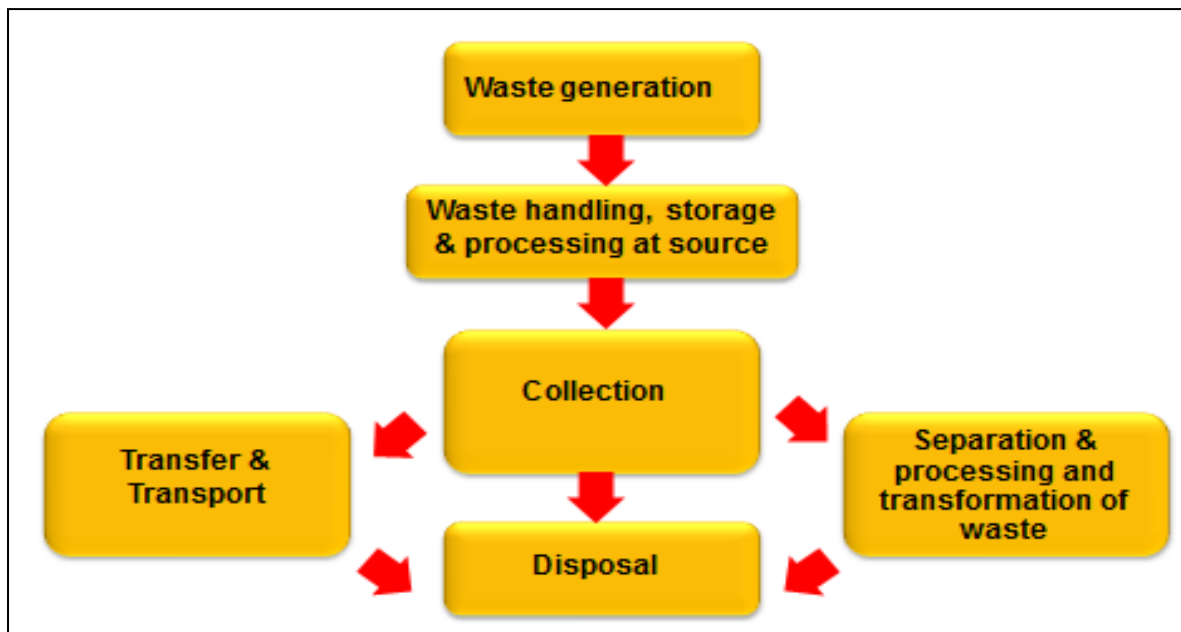 Waste generation
Waste handling, storage
& processing at source
Collection
Transfer &
Transport
Separation &
processing and
transformation of
waste
Disposal